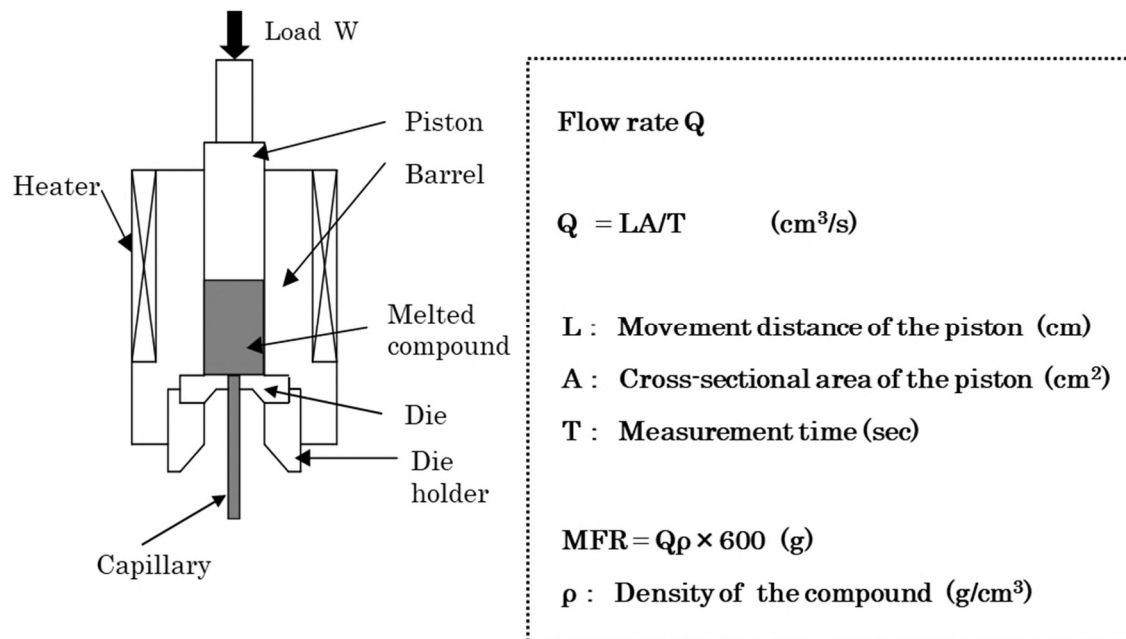 Load W
Piston
Barrel
Heater
Melted
compound
Die
Die
holder
Capillary
Flow rate Q
Q = LA/T (cm³/s)
L : Movement distance of the piston (cm)
A : Cross-sectional area of the piston (cm²)
T : Measurement time (sec)
MFR = Qρ × 600 (g)
ρ : Density of the compound (g/cm³)